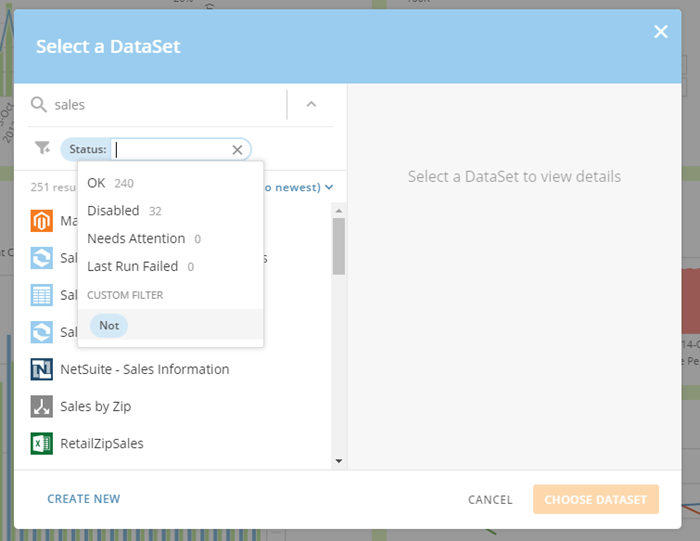 Select a DataSet
sales
Status:
OK 240
251 resu
o newest)
Disabled 32
Needs Attention 0
Last Run Failed 0
CUSTOM FILTER
Not
Ma
Sal
s
Sal
Sal
NetSuite - Sales Information
Sales by Zip
RetailZipSales
Select a DataSet to view details
CREATE NEW
CANCEL
CHOOSE DATASET